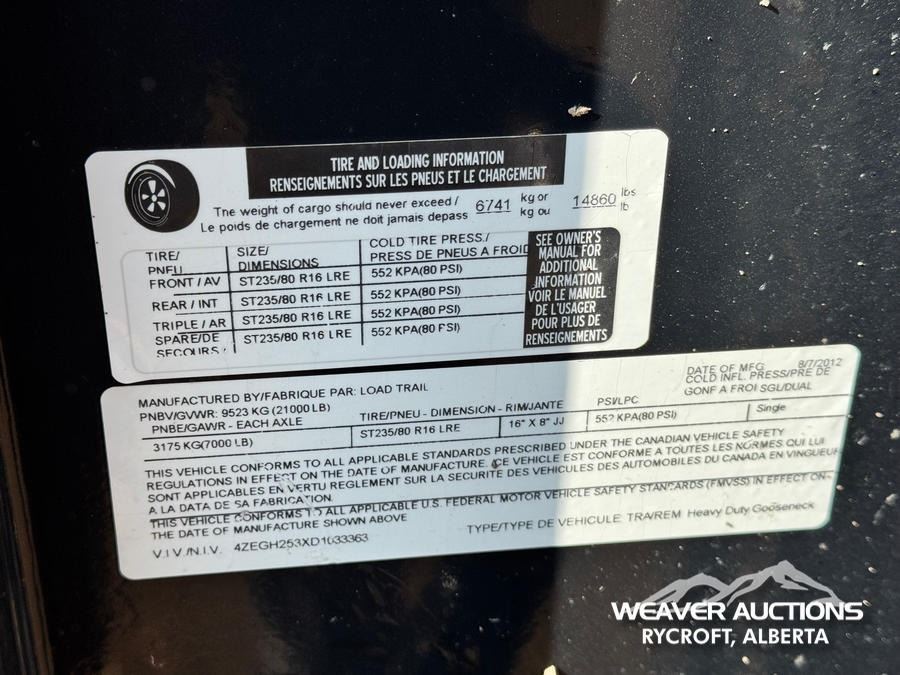 TIRE AND LOADING INFORMATION
RENSEIGNEMENTS SUR LES PNEUS ET LE CHARGEMENT
The weight of cargo should never exceed / 6741 kg or 14860 lbs
Le poids de chargement ne doit jamais depass kg ou lb
TIRE/ SIZE/ COLD TIRE PRESS./
PNEU DIMENSIONS PRESS DE PNEUS A FROID
FRONT / AV ST235/80 R16 LRE 552 KPA(80 PSI)
REAR / INT ST235/80 R16 LRE 552 KPA(80 PSI)
TRIPLE / AR ST235/80 R16 LRE 552 KPA(80 PSI)
SPARE/DE ST235/80 R16 LRE 552 KPA(80 PSI)
SECOURS /
SEE OWNER'S
MANUAL FOR
ADDITIONAL
INFORMATION
VOIR LE MANUEL
DE L'USAGER
POUR PLUS DE
RENSEIGNEMENTS
MANUFACTURED BY/FABRIQUE PAR: LOAD TRAIL DATE OF MFG 8/7/2012
PNBV/GVWR: 9523 KG (21000 LB) COLD INFL. PRESS/PRE DE
PNBE/GAWR - EACH AXLE TIRE/PNEU - DIMENSION - RIM/JANTE PSI/LPC GONF A FROI SGL/DUAL
3175 KG(7000 LB) ST235/80 R16 LRE 16" X 8" JJ 552 KPA(80 PSI) Single
THIS VEHICLE CONFORMS TO ALL APPLICABLE STANDARDS PRESCRIBED UNDER THE CANADIAN VEHICLE SAFETY
REGULATIONS IN EFFECT ON THE DATE OF MANUFACTURE. CE VEHICLE EST CONFORME A TOUTES LES NORMES QUI LUI
SONT APPLICABLES EN VERTU REGLEMENT SUR LA SECURITE DES VEHICULES DES AUTOMOBILES DU CANADA EN VINGUEUR
A LA DATA DE SA FABRICATION.
THIS VEHICLE CONFORMS TO ALL APPLICABLE U.S. FEDERAL MOTOR VEHICLE SAFETY STANDARDS (FMVSS) IN EFFECT ON
THE DATE OF MANUFACTURE SHOWN ABOVE
V.I.V./N.I.V. 4ZEGH253XD1033363 TYPE/TYPE DE VEHICULE: TRA/REM Heavy Duty Gooseneck
WEAVER AUCTIONS
RYCROFT, ALBERTA